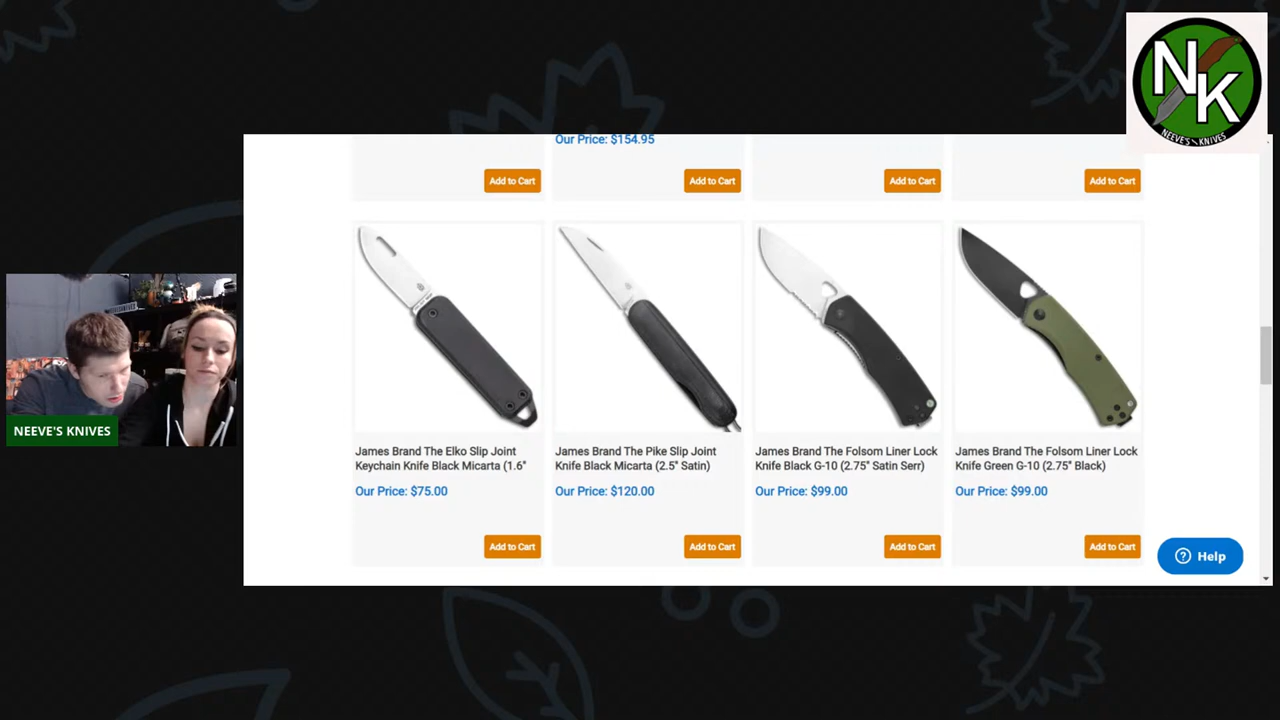 NK
NEEVE'S KNIVES
Our Price: $154.95
Add to Cart
Add to Cart
Add to Cart
Add to Cart
James Brand The Elko Slip Joint
Keychain Knife Black Micarta (1.6"
Our Price: $75.00
Add to Cart
James Brand The Pike Slip Joint
Knife Black Micarta (2.5" Satin)
Our Price: $120.00
Add to Cart
James Brand The Folsom Liner Lock
Knife Black G-10 (2.75" Satin Serr)
Our Price: $99.00
Add to Cart
James Brand The Folsom Liner Lock
Knife Green G-10 (2.75" Black)
Our Price: $99.00
Add to Cart
Help
NEEVE'S KNIVES